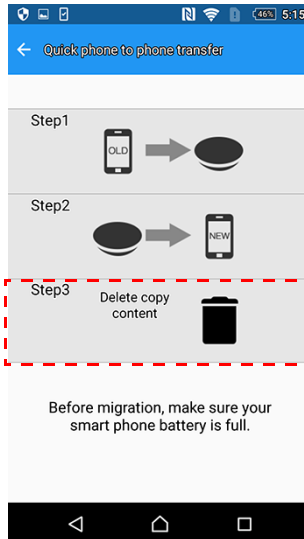 46% 5:15
Quick phone to phone transfer
Step1
OLD
Step2
NEW
Step3
Delete copy
content
Before migration, make sure your
smart phone battery is full.